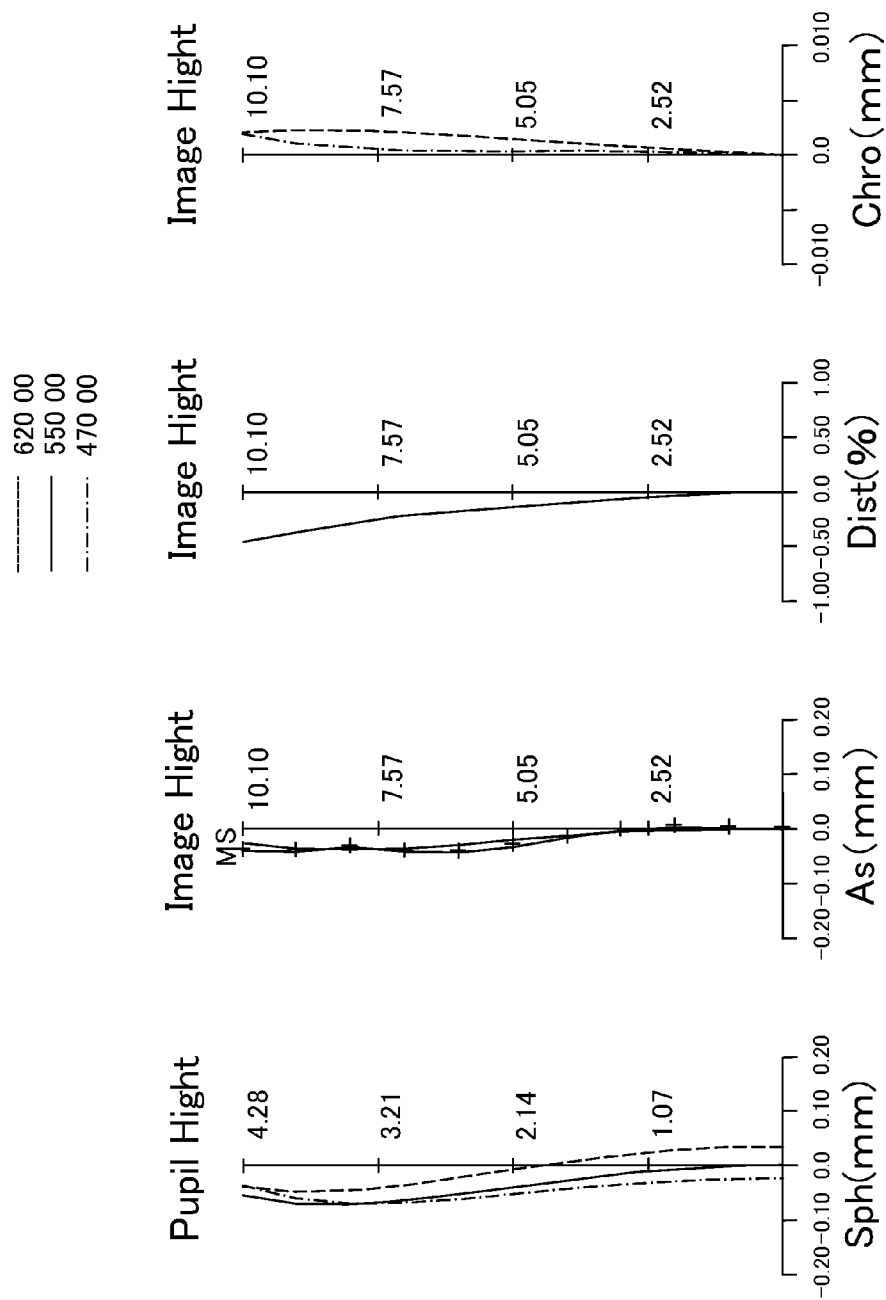 620 00
550 00
470 00
Pupil Hight
4.28
3.21
2.14
1.07
-0.20 -0.10 0.0 0.10 0.20
Sph(mm)
Image Hight
M S
10.10
7.57
5.05
2.52
-0.20 -0.10 0.0 0.10 0.20
As(mm)
Image Hight
10.10
7.57
5.05
2.52
-1.00 -0.50 0.0 0.50 1.00
Dist(%)
Image Hight
10.10
7.57
5.05
2.52
-0.010 0.0 0.010
Chro(mm)